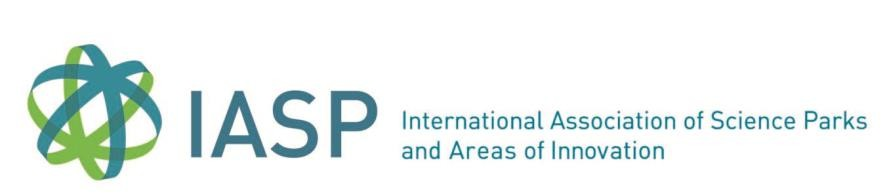 IASP
International Association of Science Parks
and Areas of Innovation